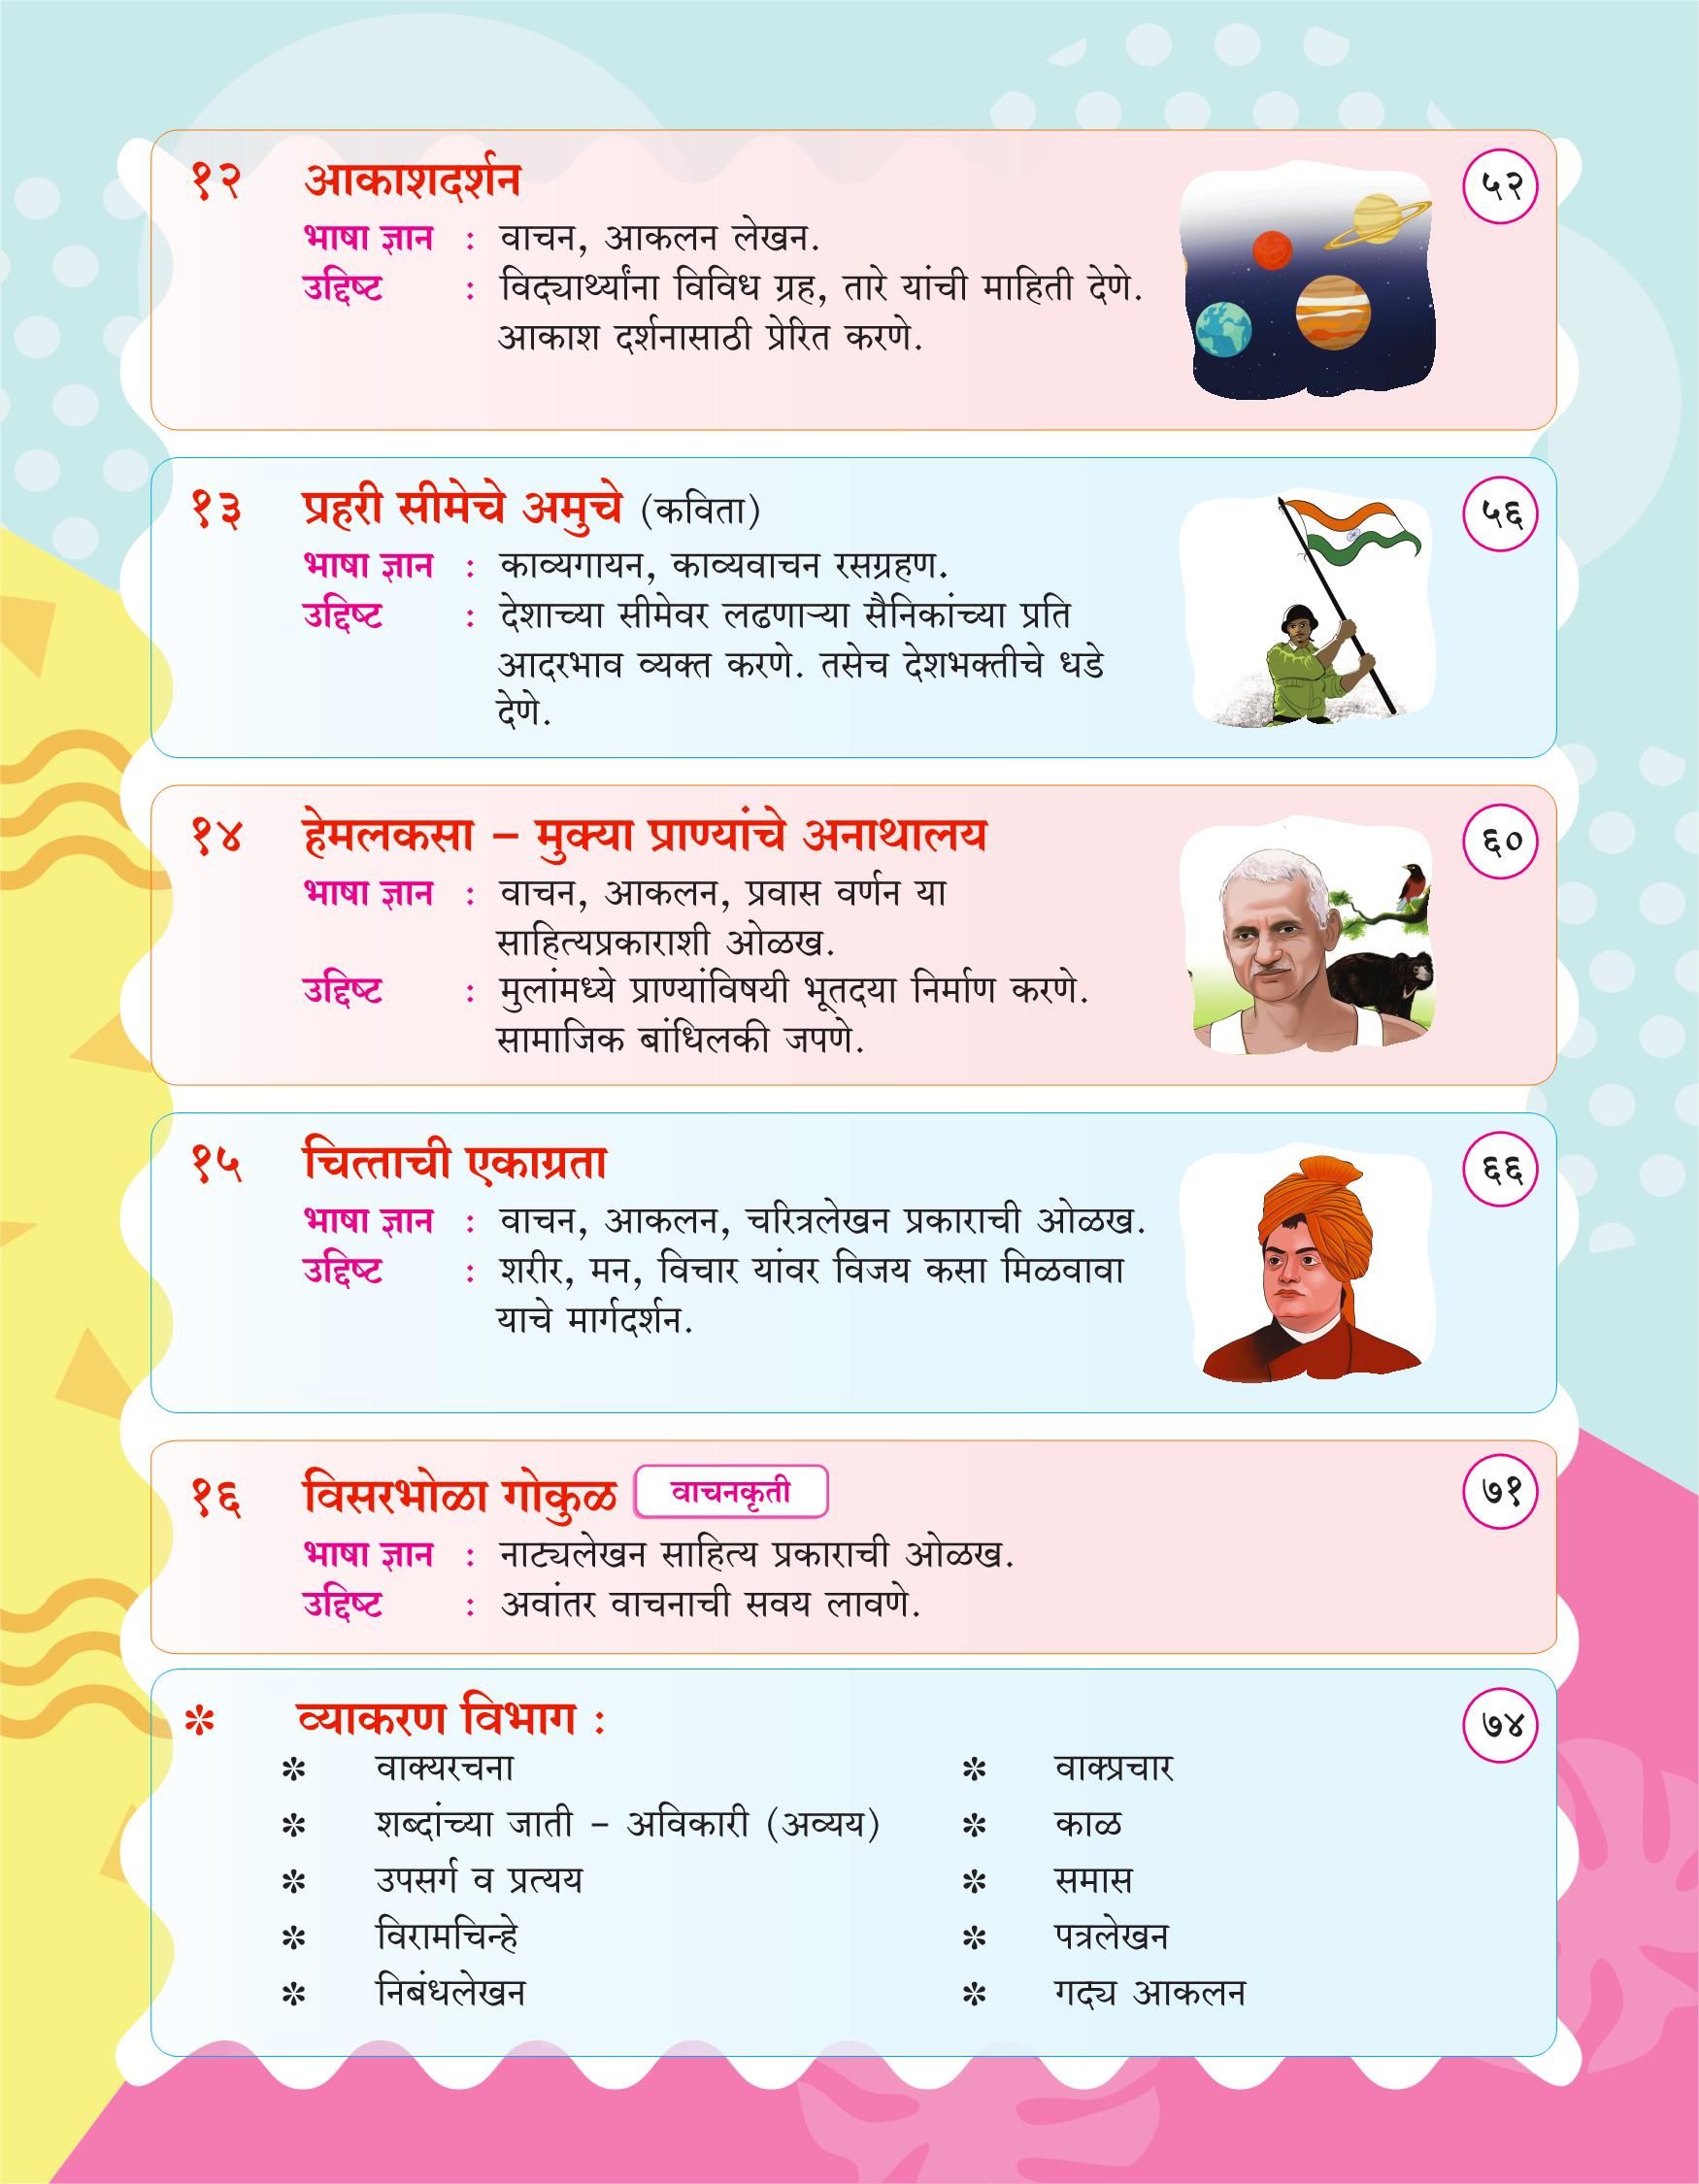 १२ आकाशदर्शन ५२
भाषा ज्ञान : वाचन, आकलन लेखन.
उद्दिष्ट : विद्यार्थ्यांना विविध ग्रह, तारे यांची माहिती देणे.
आकाश दर्शनासाठी प्रेरित करणे.
१३ प्रहरी सीमेचे अमुचे (कविता) ५६
भाषा ज्ञान : काव्यगायन, काव्यवाचन रसग्रहण.
उद्दिष्ट : देशाच्या सीमेवर लढणाऱ्या सैनिकांच्या प्रति
आदरभाव व्यक्त करणे. तसेच देशभक्तीचे धडे
देणे.
१४ हेमलकसा – मुक्या प्राण्यांचे अनाथालय ६०
भाषा ज्ञान : वाचन, आकलन, प्रवास वर्णन या
साहित्यप्रकाराशी ओळख.
उद्दिष्ट : मुलांमध्ये प्राण्यांविषयी भूतदया निर्माण करणे.
सामाजिक बांधिलकी जपणे.
१५ चित्ताची एकाग्रता ६६
भाषा ज्ञान : वाचन, आकलन, चरित्रलेखन प्रकाराची ओळख.
उद्दिष्ट : शरीर, मन, विचार यांवर विजय कसा मिळवावा
याचे मार्गदर्शन.
१६ विसरभोळा गोकुळ वाचनकृती ७१
भाषा ज्ञान : नाट्यलेखन साहित्य प्रकाराची ओळख.
उद्दिष्ट : अवांतर वाचनाची सवय लावणे.
* व्याकरण विभाग : ७४
* वाक्यरचना * वाक्प्रचार
* शब्दांच्या जाती – अविकारी (अव्यय) * काळ
* उपसर्ग व प्रत्यय * समास
* विरामचिन्हे * पत्रलेखन
* निबंधलेखन * गद्य आकलन